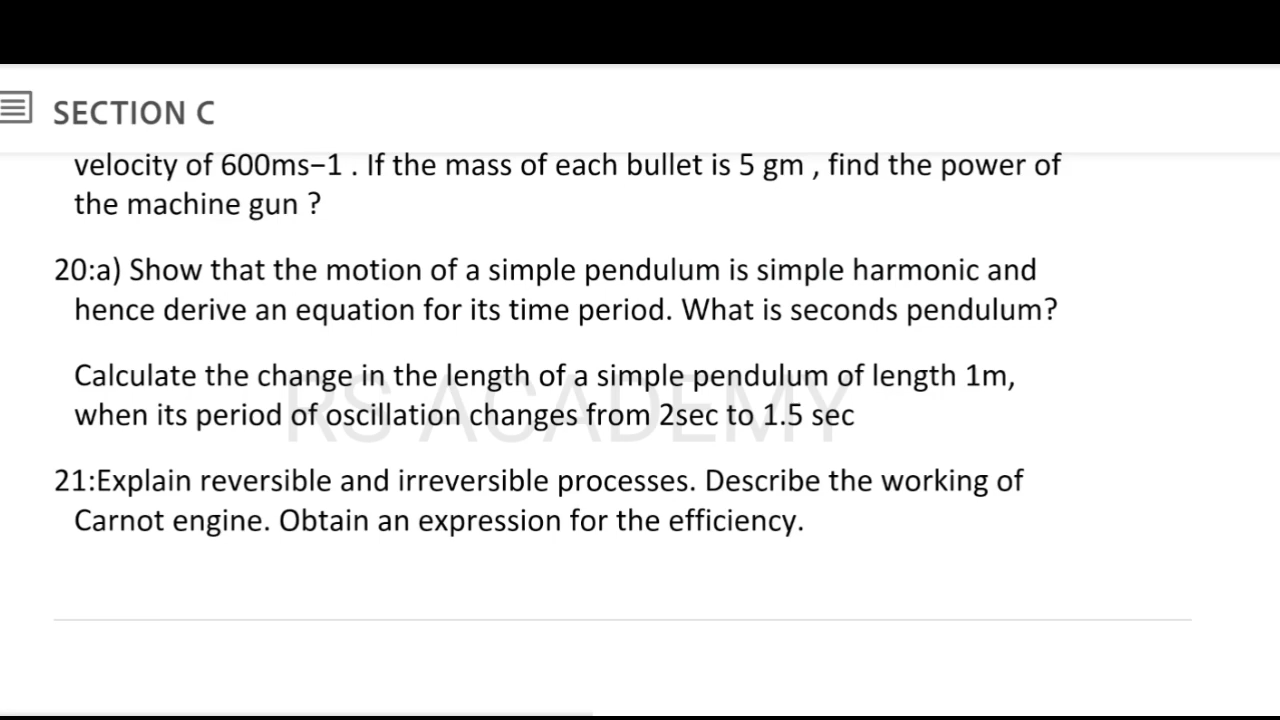 SECTION C
velocity of 600ms−1 . If the mass of each bullet is 5 gm , find the power of
the machine gun ?
20:a) Show that the motion of a simple pendulum is simple harmonic and
hence derive an equation for its time period. What is seconds pendulum?
Calculate the change in the length of a simple pendulum of length 1m,
RS ACADEMY
when its period of oscillation changes from 2sec to 1.5 sec
21:Explain reversible and irreversible processes. Describe the working of
Carnot engine. Obtain an expression for the efficiency.